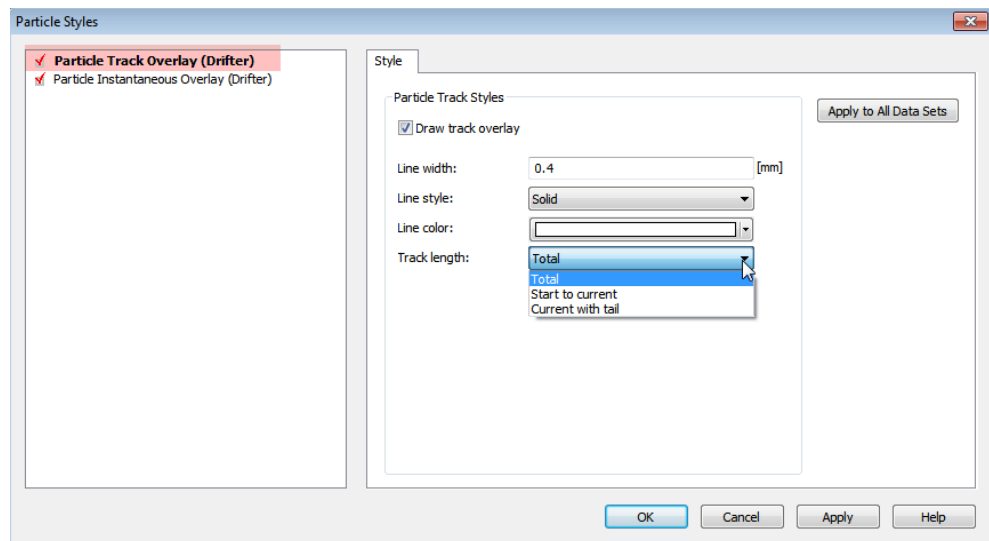 Particle Styles
Particle Track Overlay (Drifter)
Particle Instantaneous Overlay (Drifter)
Style
Particle Track Styles
Draw track overlay
Line width: 0.4 [mm]
Line style: Solid
Line color:
Track length: Total
Total
Start to current
Current with tail
Apply to All Data Sets
OK Cancel Apply Help